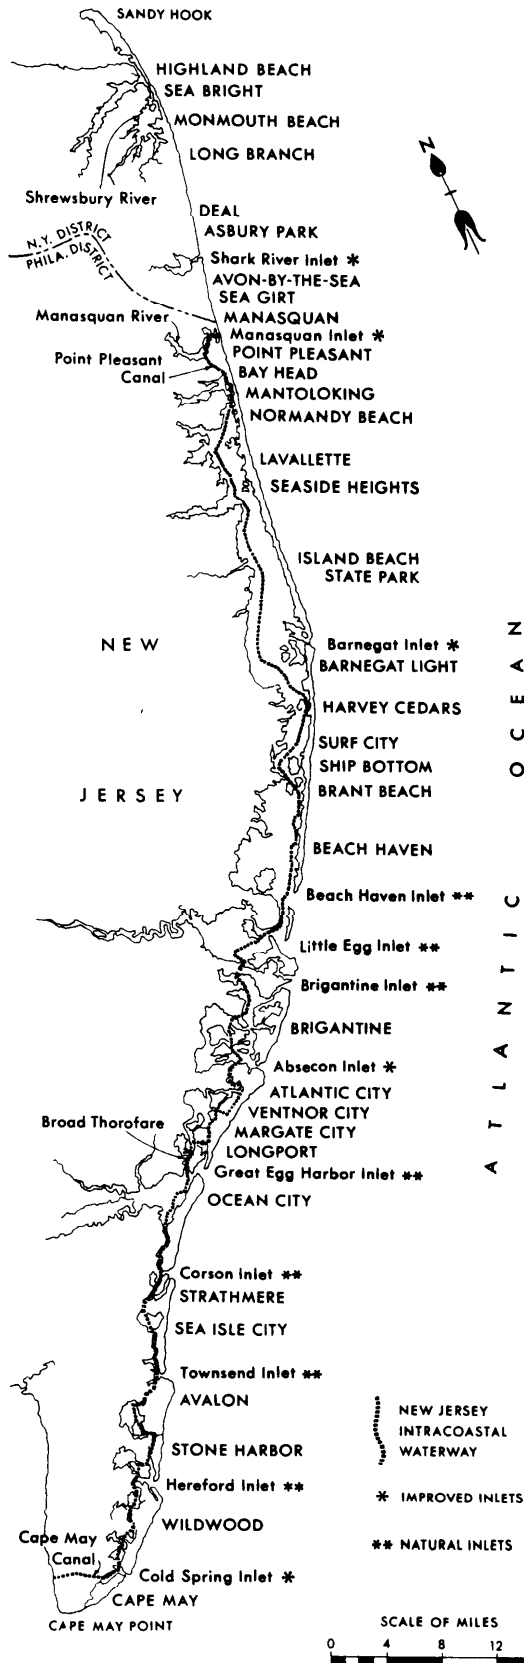 SANDY HOOK
HIGHLAND BEACH
SEA BRIGHT
MONMOUTH BEACH
LONG BRANCH
Shrewsbury River
N
DEAL
ASBURY PARK
N.Y. DISTRICT
PHILA. DISTRICT
Shark River Inlet *
AVON-BY-THE-SEA
SEA GIRT
Manasquan River
MANASQUAN
Manasquan Inlet *
Point Pleasant
Canal
POINT PLEASANT
BAY HEAD
MANTOLOKING
NORMANDY BEACH
LAVALLETTE
SEASIDE HEIGHTS
ISLAND BEACH
STATE PARK
NEW
JERSEY
Barnegat Inlet *
BARNEGAT LIGHT
HARVEY CEDARS
SURF CITY
SHIP BOTTOM
BRANT BEACH
ATLANTIC OCEAN
BEACH HAVEN
Beach Haven Inlet **
Little Egg Inlet **
Brigantine Inlet **
BRIGANTINE
Absecon Inlet *
ATLANTIC CITY
VENTNOR CITY
Broad Thorofare
MARGATE CITY
LONGPORT
Great Egg Harbor Inlet **
OCEAN CITY
Corson Inlet **
STRATHMERE
SEA ISLE CITY
Townsend Inlet **
AVALON
STONE HARBOR
Hereford Inlet **
WILDWOOD
Cape May
Canal
Cold Spring Inlet *
CAPE MAY
CAPE MAY POINT
NEW JERSEY
INTRACOASTAL
WATERWAY
* IMPROVED INLETS
** NATURAL INLETS
SCALE OF MILES
0 4 8 12